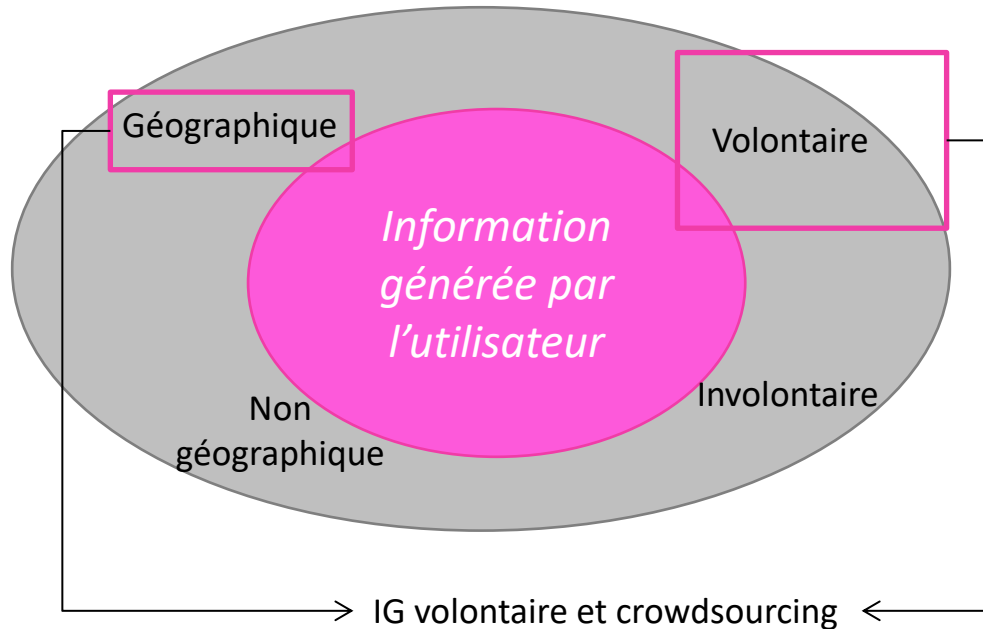 Géographique
Volontaire
Information
générée par
l’utilisateur
Involontaire
Non
géographique
IG volontaire et crowdsourcing